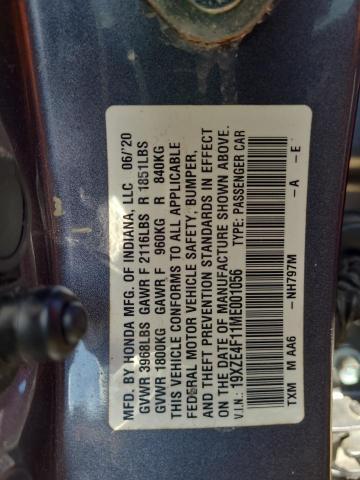 MFD. BY HONDA MFG. OF INDIANA, LLC 06/'20
GVWR 3968LBS GAWR F 2116LBS R 1851LBS
GVWR 1800KG GAWR F 960KG R 840KG
THIS VEHICLE CONFORMS TO ALL APPLICABLE
FEDERAL MOTOR VEHICLE SAFETY, BUMPER,
AND THEFT PREVENTION STANDARDS IN EFFECT
ON THE DATE OF MANUFACTURE SHOWN ABOVE.
V.I.N.: 19XZE4F11ME001056 TYPE: PASSENGER CAR
TXM M AA6 -NH797M -A -E